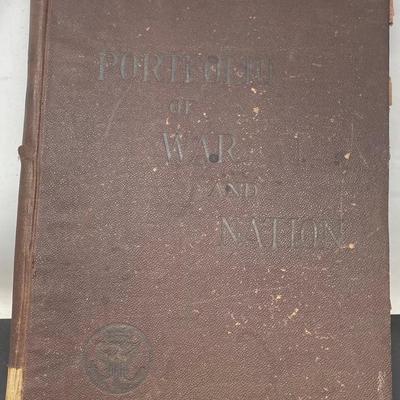 PORTFOLIO
OF
WAR
AND
NATION